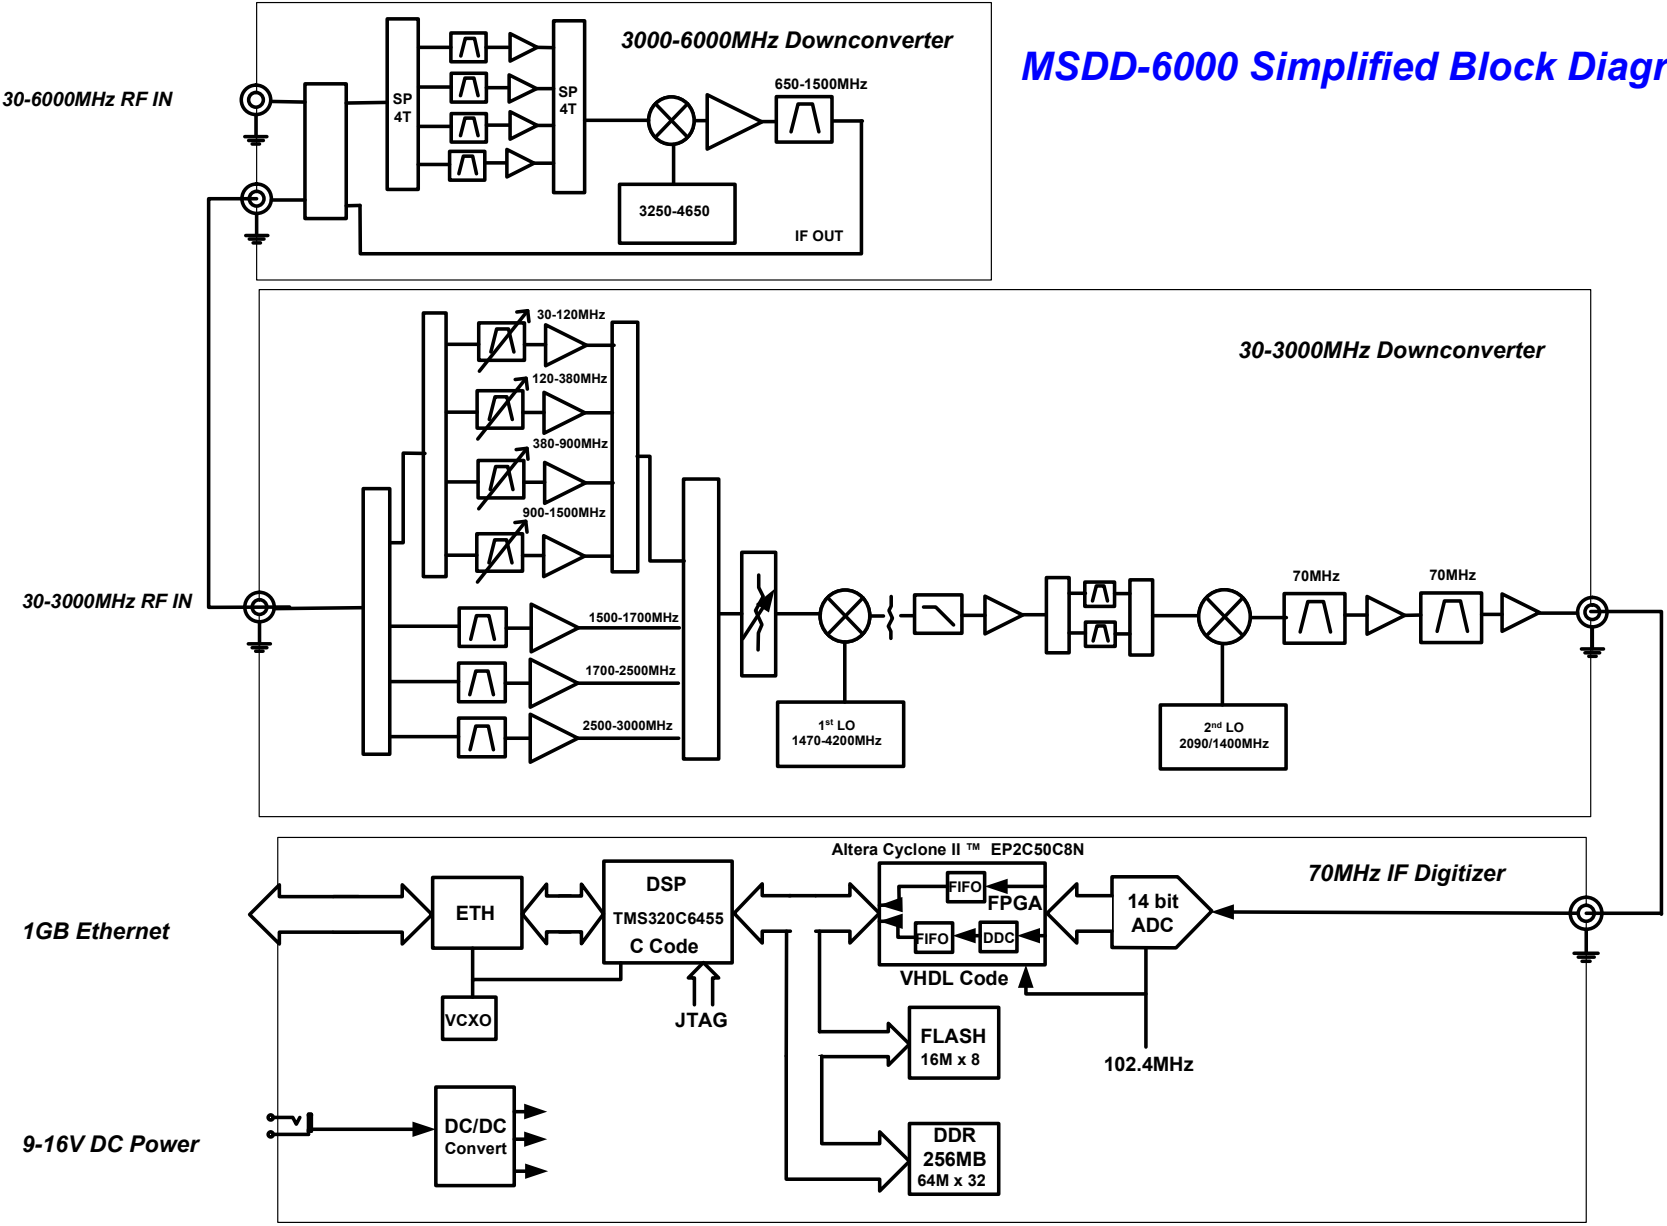 MSDD-6000 Simplified Block Diagr
3000-6000MHz Downconverter
30-6000MHz RF IN
650-1500MHz
SP
4T
SP
4T
3250-4650
IF OUT
30-3000MHz Downconverter
30-120MHz
120-380MHz
380-900MHz
900-1500MHz
30-3000MHz RF IN
1500-1700MHz
1700-2500MHz
2500-3000MHz
1st LO
1470-4200MHz
70MHz
70MHz
2nd LO
2090/1400MHz
Altera Cyclone II ™ EP2C50C8N
70MHz IF Digitizer
1GB Ethernet
ETH
DSP
TMS320C6455
C Code
FIFO
FPGA
FIFO
DDC
VHDL Code
14 bit
ADC
VCXO
JTAG
FLASH
16M x 8
102.4MHz
9-16V DC Power
DC/DC
Convert
DDR
256MB
64M x 32